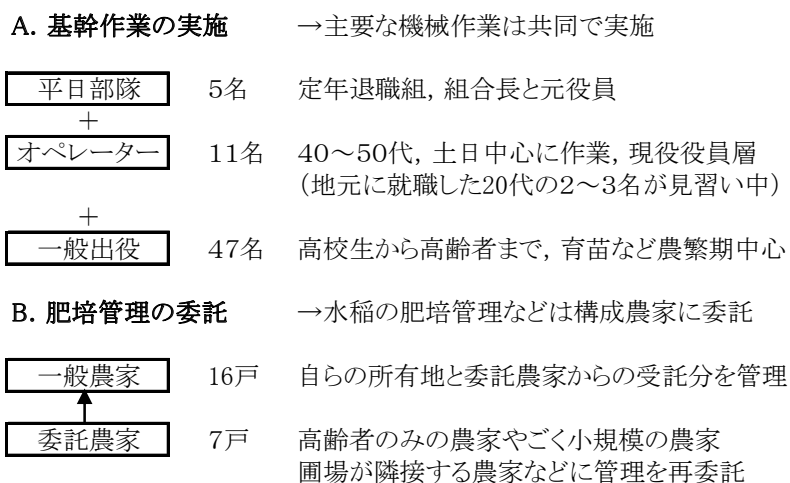 A．基幹作業の実施 →主要な機械作業は共同で実施
平日部隊 5名 定年退職組，組合長と元役員
＋
オペレーター 11名 40～50代，土日中心に作業，現役役員層
（地元に就職した20代の2～3名が見習い中）
＋
一般出役 47名 高校生から高齢者まで，育苗など農繁期中心
B．肥培管理の委託 →水稲の肥培管理などは構成農家に委託
一般農家 16戸 自らの所有地と委託農家からの受託分を管理
委託農家 7戸 高齢者のみの農家やごく小規模の農家
圃場が隣接する農家などに管理を再委託